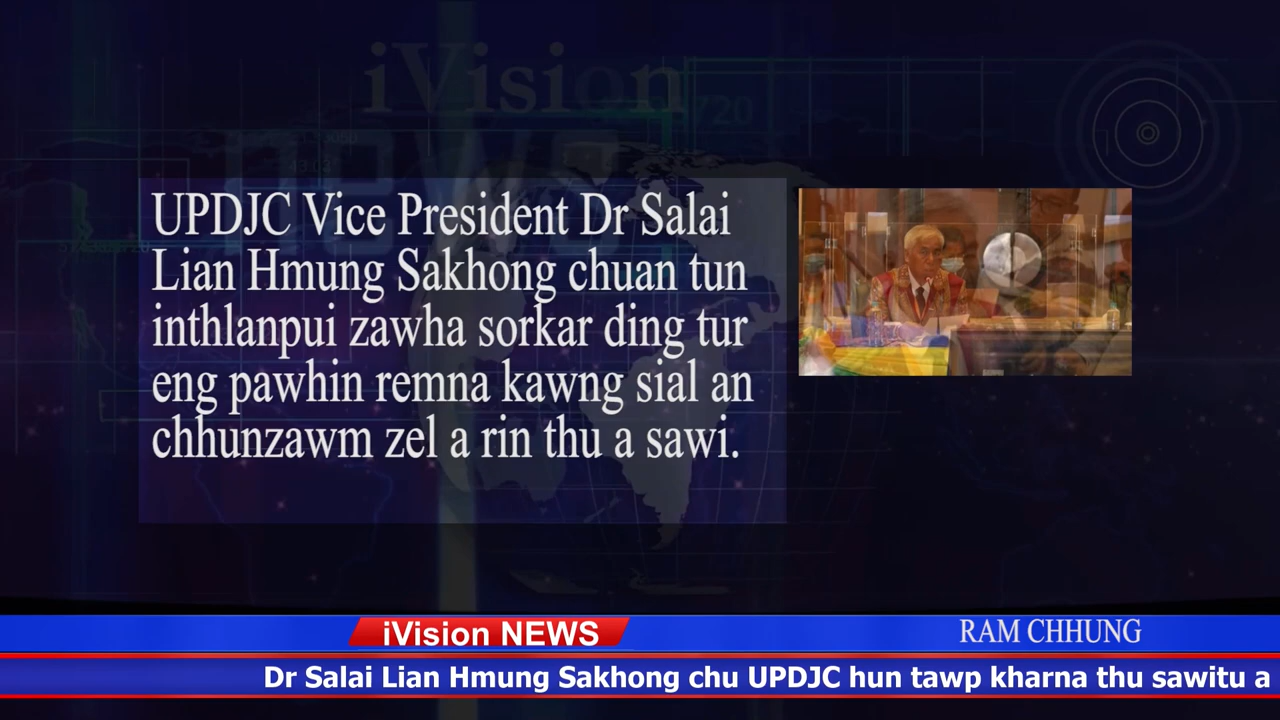 iVision
news
UPDJC Vice President Dr Salai
Lian Hmung Sakhong chuan tun
inthlanpui zawha sorkar ding tur
eng pawhin remna kawng sial an
chhunzawm zel a rin thu a sawi.
iVision NEWS
RAM CHHUNG
Dr Salai Lian Hmung Sakhong chu UPDJC hun tawp kharna thu sawitu a